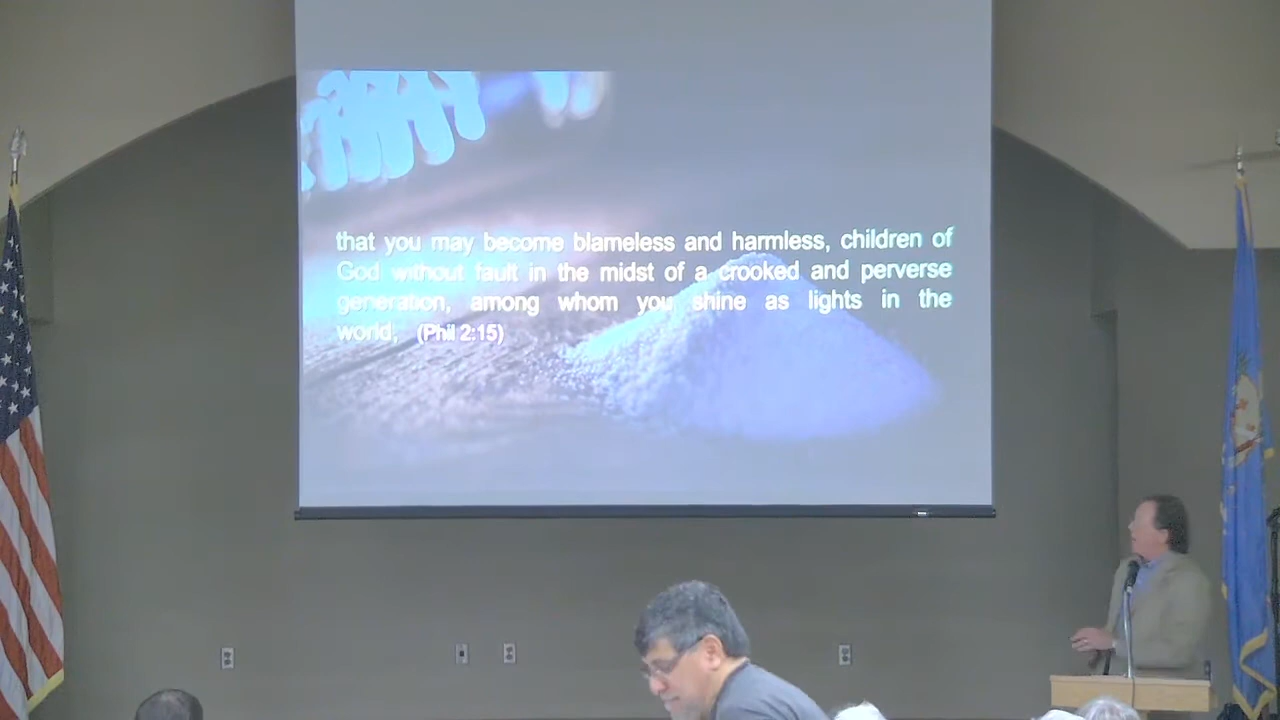 that you may become blameless and harmless, children of
God without fault in the midst of a crooked and perverse
generation, among whom you shine as lights in the
world, (Phil 2:15)